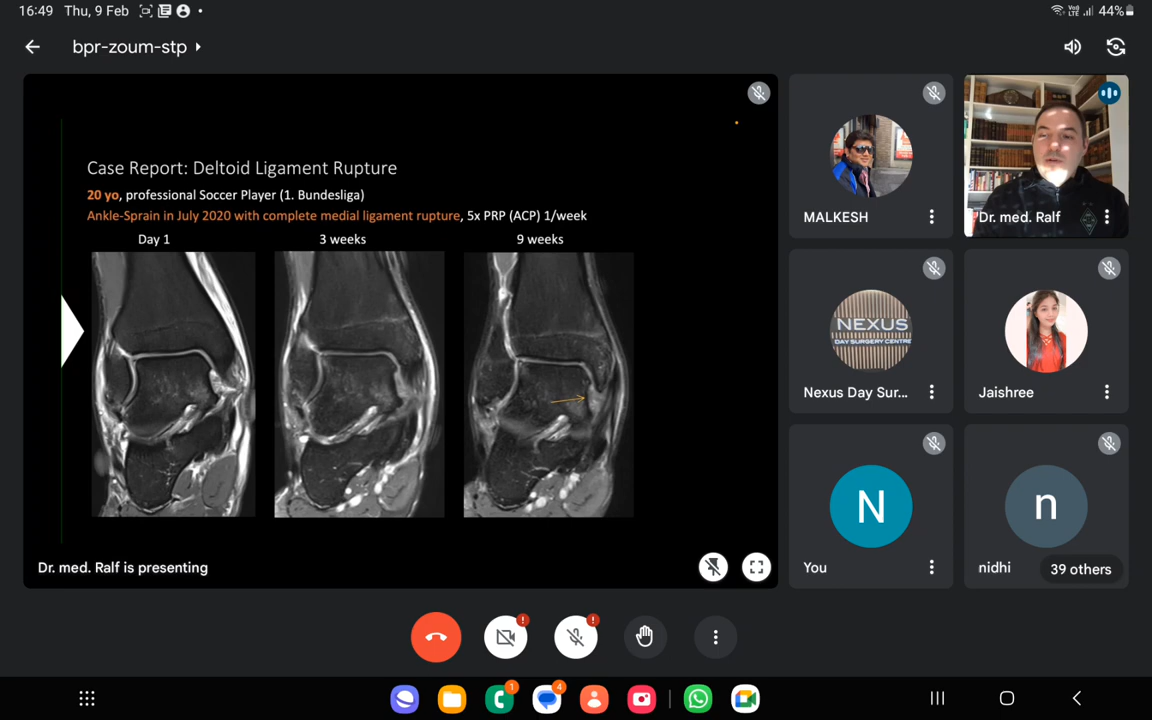 16:49 Thu, 9 Feb
44%
bpr-zoum-stp
Case Report: Deltoid Ligament Rupture
20 yo, professional Soccer Player (1. Bundesliga)
Ankle-Sprain in July 2020 with complete medial ligament rupture, 5x PRP (ACP) 1/week
Day 1 3 weeks 9 weeks
Dr. med. Ralf is presenting
MALKESH
Dr. med. Ralf
NEXUS
DAY SURGERY CENTRE
Nexus Day Sur...
Jaishree
N
You
n
nidhi
39 others
!
!
1
4